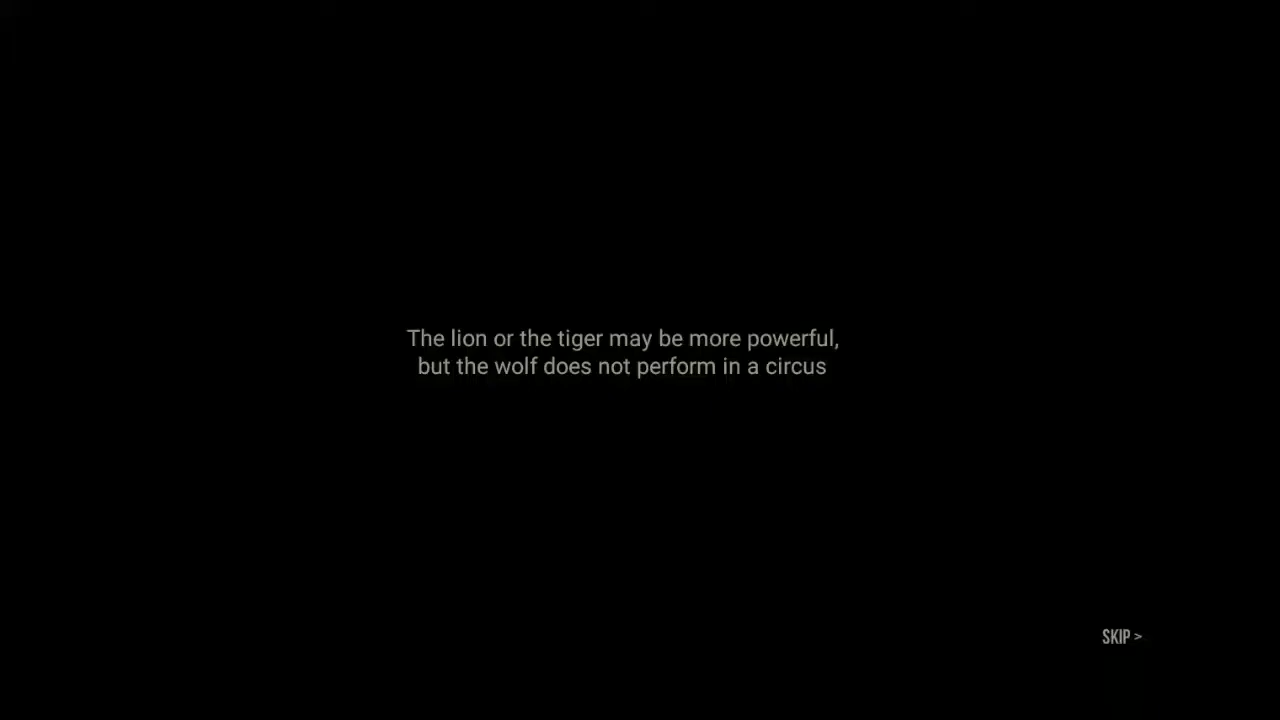 The lion or the tiger may be more powerful,
but the wolf does not perform in a circus
SKIP >